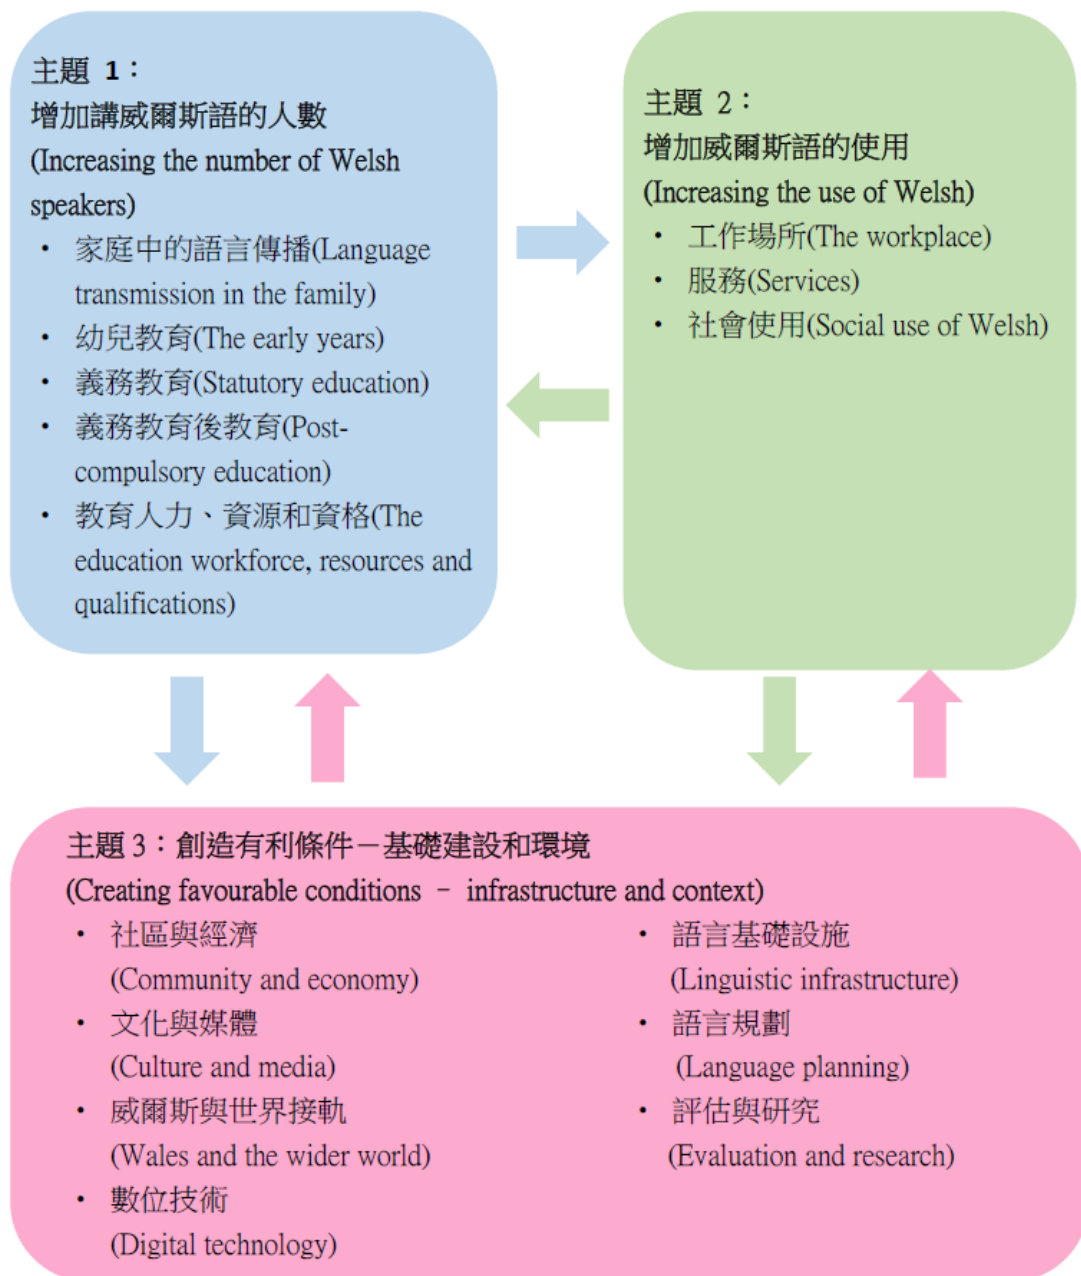 主題 1：
增加講威爾斯語的人數
(Increasing the number of Welsh
speakers)
• 家庭中的語言傳播(Language
transmission in the family)
• 幼兒教育(The early years)
• 義務教育(Statutory education)
• 義務教育後教育(Post-
compulsory education)
• 教育人力、資源和資格(The
education workforce, resources and
qualifications)
主題 2：
增加威爾斯語的使用
(Increasing the use of Welsh)
• 工作場所(The workplace)
• 服務(Services)
• 社會使用(Social use of Welsh)
主題 3：創造有利條件－基礎建設和環境
(Creating favourable conditions – infrastructure and context)
• 社區與經濟
(Community and economy)
• 文化與媒體
(Culture and media)
• 威爾斯與世界接軌
(Wales and the wider world)
• 數位技術
(Digital technology)
• 語言基礎設施
(Linguistic infrastructure)
• 語言規劃
(Language planning)
• 評估與研究
(Evaluation and research)